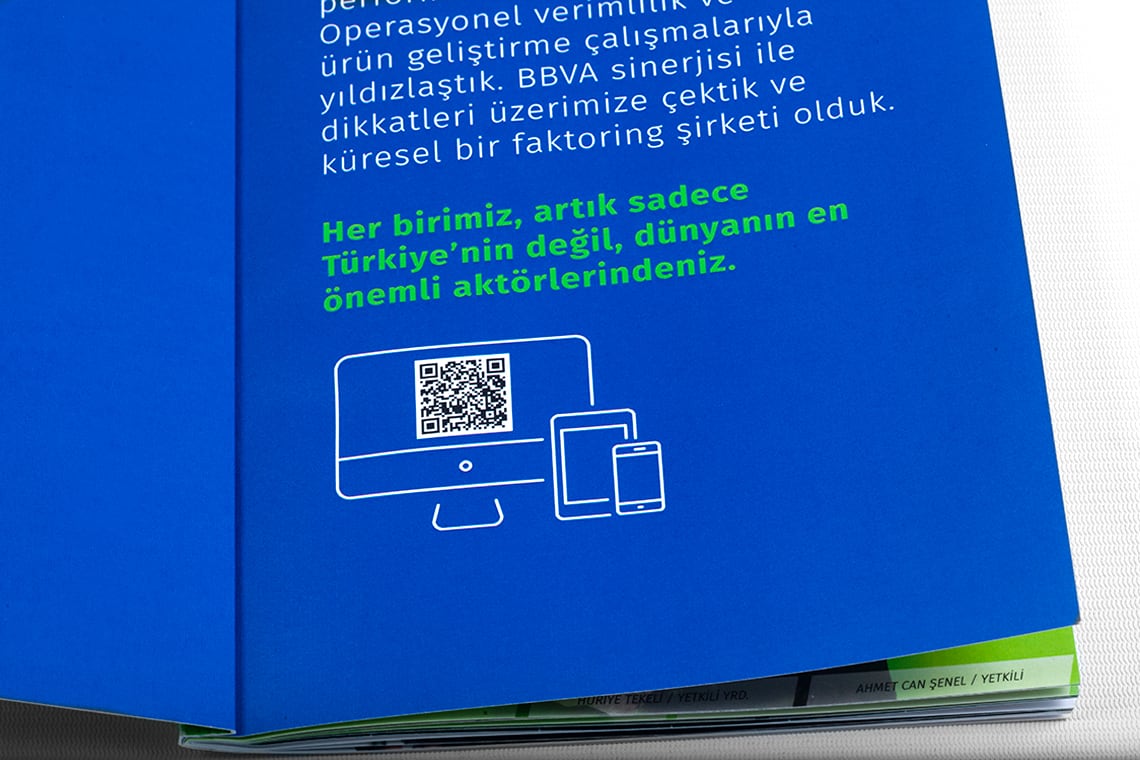 Operasyonel verimlilik ve
ürün geliştirme çalışmalarıyla
yıldızlaştık. BBVA sinerjisi ile
dikkatleri üzerimize çektik ve
küresel bir faktoring şirketi olduk.
Her birimiz, artık sadece
Türkiye’nin değil, dünyanın en
önemli aktörlerindeniz.
HURİYE TEKELİ / YETKİLİ YRD.
AHMET CAN ŞENEL / YETKİLİ